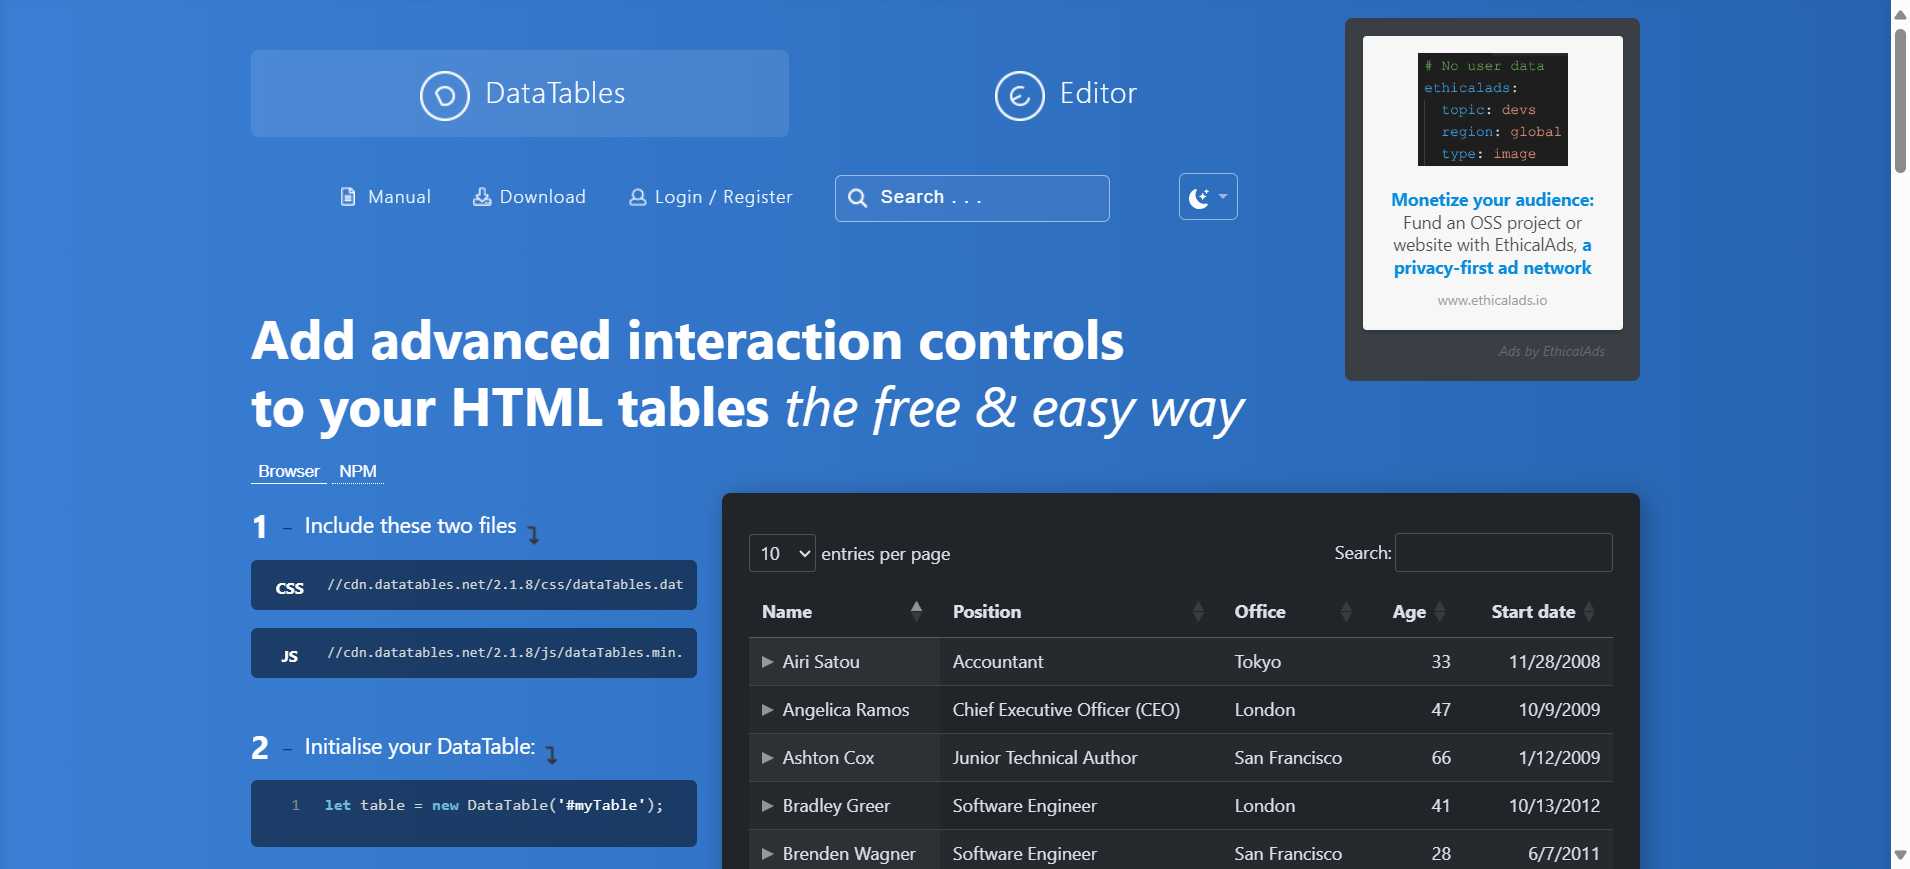 DataTables
Editor
Manual
Download
Login / Register
Search . . .
# No user data
ethicalads:
topic: devs
region: global
type: image
Monetize your audience:
Fund an OSS project or
website with EthicalAds, a
privacy-first ad network
www.ethicalads.io
Ads by EthicalAds
Add advanced interaction controls
to your HTML tables the free & easy way
Browser NPM
1 – Include these two files
CSS //cdn.datatables.net/2.1.8/css/dataTables.dat
JS //cdn.datatables.net/2.1.8/js/dataTables.min.
2 – Initialise your DataTable:
1 let table = new DataTable('#myTable');
10 entries per page Search:
Name Position Office Age Start date
Airi Satou Accountant Tokyo 33 11/28/2008
Angelica Ramos Chief Executive Officer (CEO) London 47 10/9/2009
Ashton Cox Junior Technical Author San Francisco 66 1/12/2009
Bradley Greer Software Engineer London 41 10/13/2012
Brenden Wagner Software Engineer San Francisco 28 6/7/2011